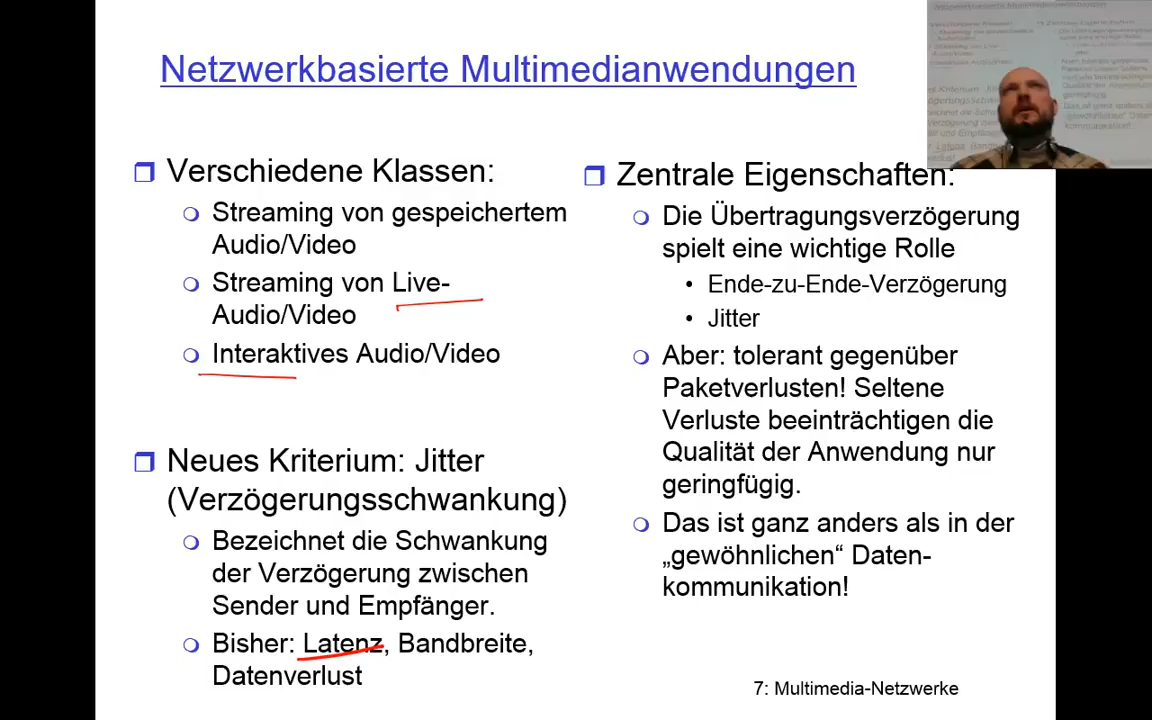 Netzwerkbasierte Multimedianwendungen
Verschiedene Klassen:
Streaming von gespeichertem
Audio/Video
Streaming von Live-
Audio/Video
Interaktives Audio/Video
Neues Kriterium: Jitter
(Verzögerungsschwankung)
Bezeichnet die Schwankung
der Verzögerung zwischen
Sender und Empfänger.
Bisher: Latenz, Bandbreite,
Datenverlust
Zentrale Eigenschaften:
Die Übertragungsverzögerung
spielt eine wichtige Rolle
Ende-zu-Ende-Verzögerung
Jitter
Aber: tolerant gegenüber
Paketverlusten! Seltene
Verluste beeinträchtigen die
Qualität der Anwendung nur
geringfügig.
Das ist ganz anders als in der
„gewöhnlichen“ Daten-
kommunikation!
7: Multimedia-Netzwerke